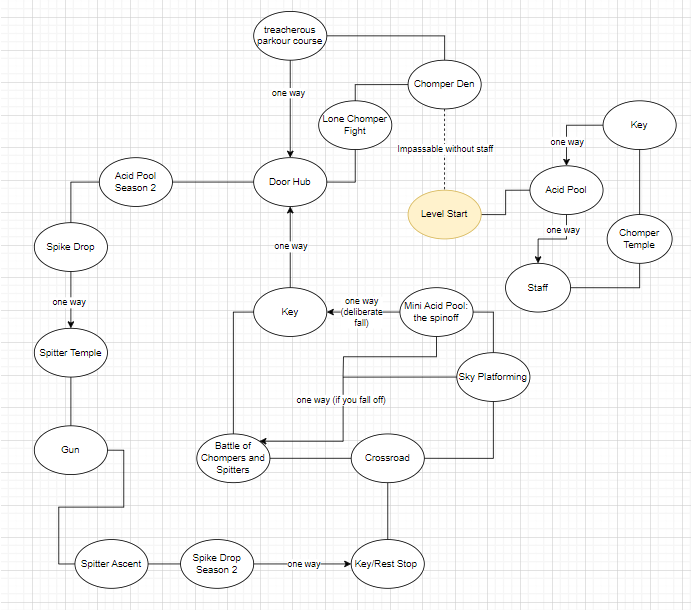 treacherous
parkour course
Chomper Den
one way
Lone Chomper
Fight
Key
Impassable without staff
one way
Acid Pool
Season 2
Door Hub
Acid Pool
Level Start
one way
Chomper
Temple
Spike Drop
one way
Staff
one way
Key
one way
(deliberate
fall)
Mini Acid Pool:
the spinoff
Spitter Temple
Sky Platforming
one way (if you fall off)
Gun
Battle of
Chompers and
Spitters
Crossroad
Spitter Ascent
Spike Drop
Season 2
one way
Key/Rest Stop